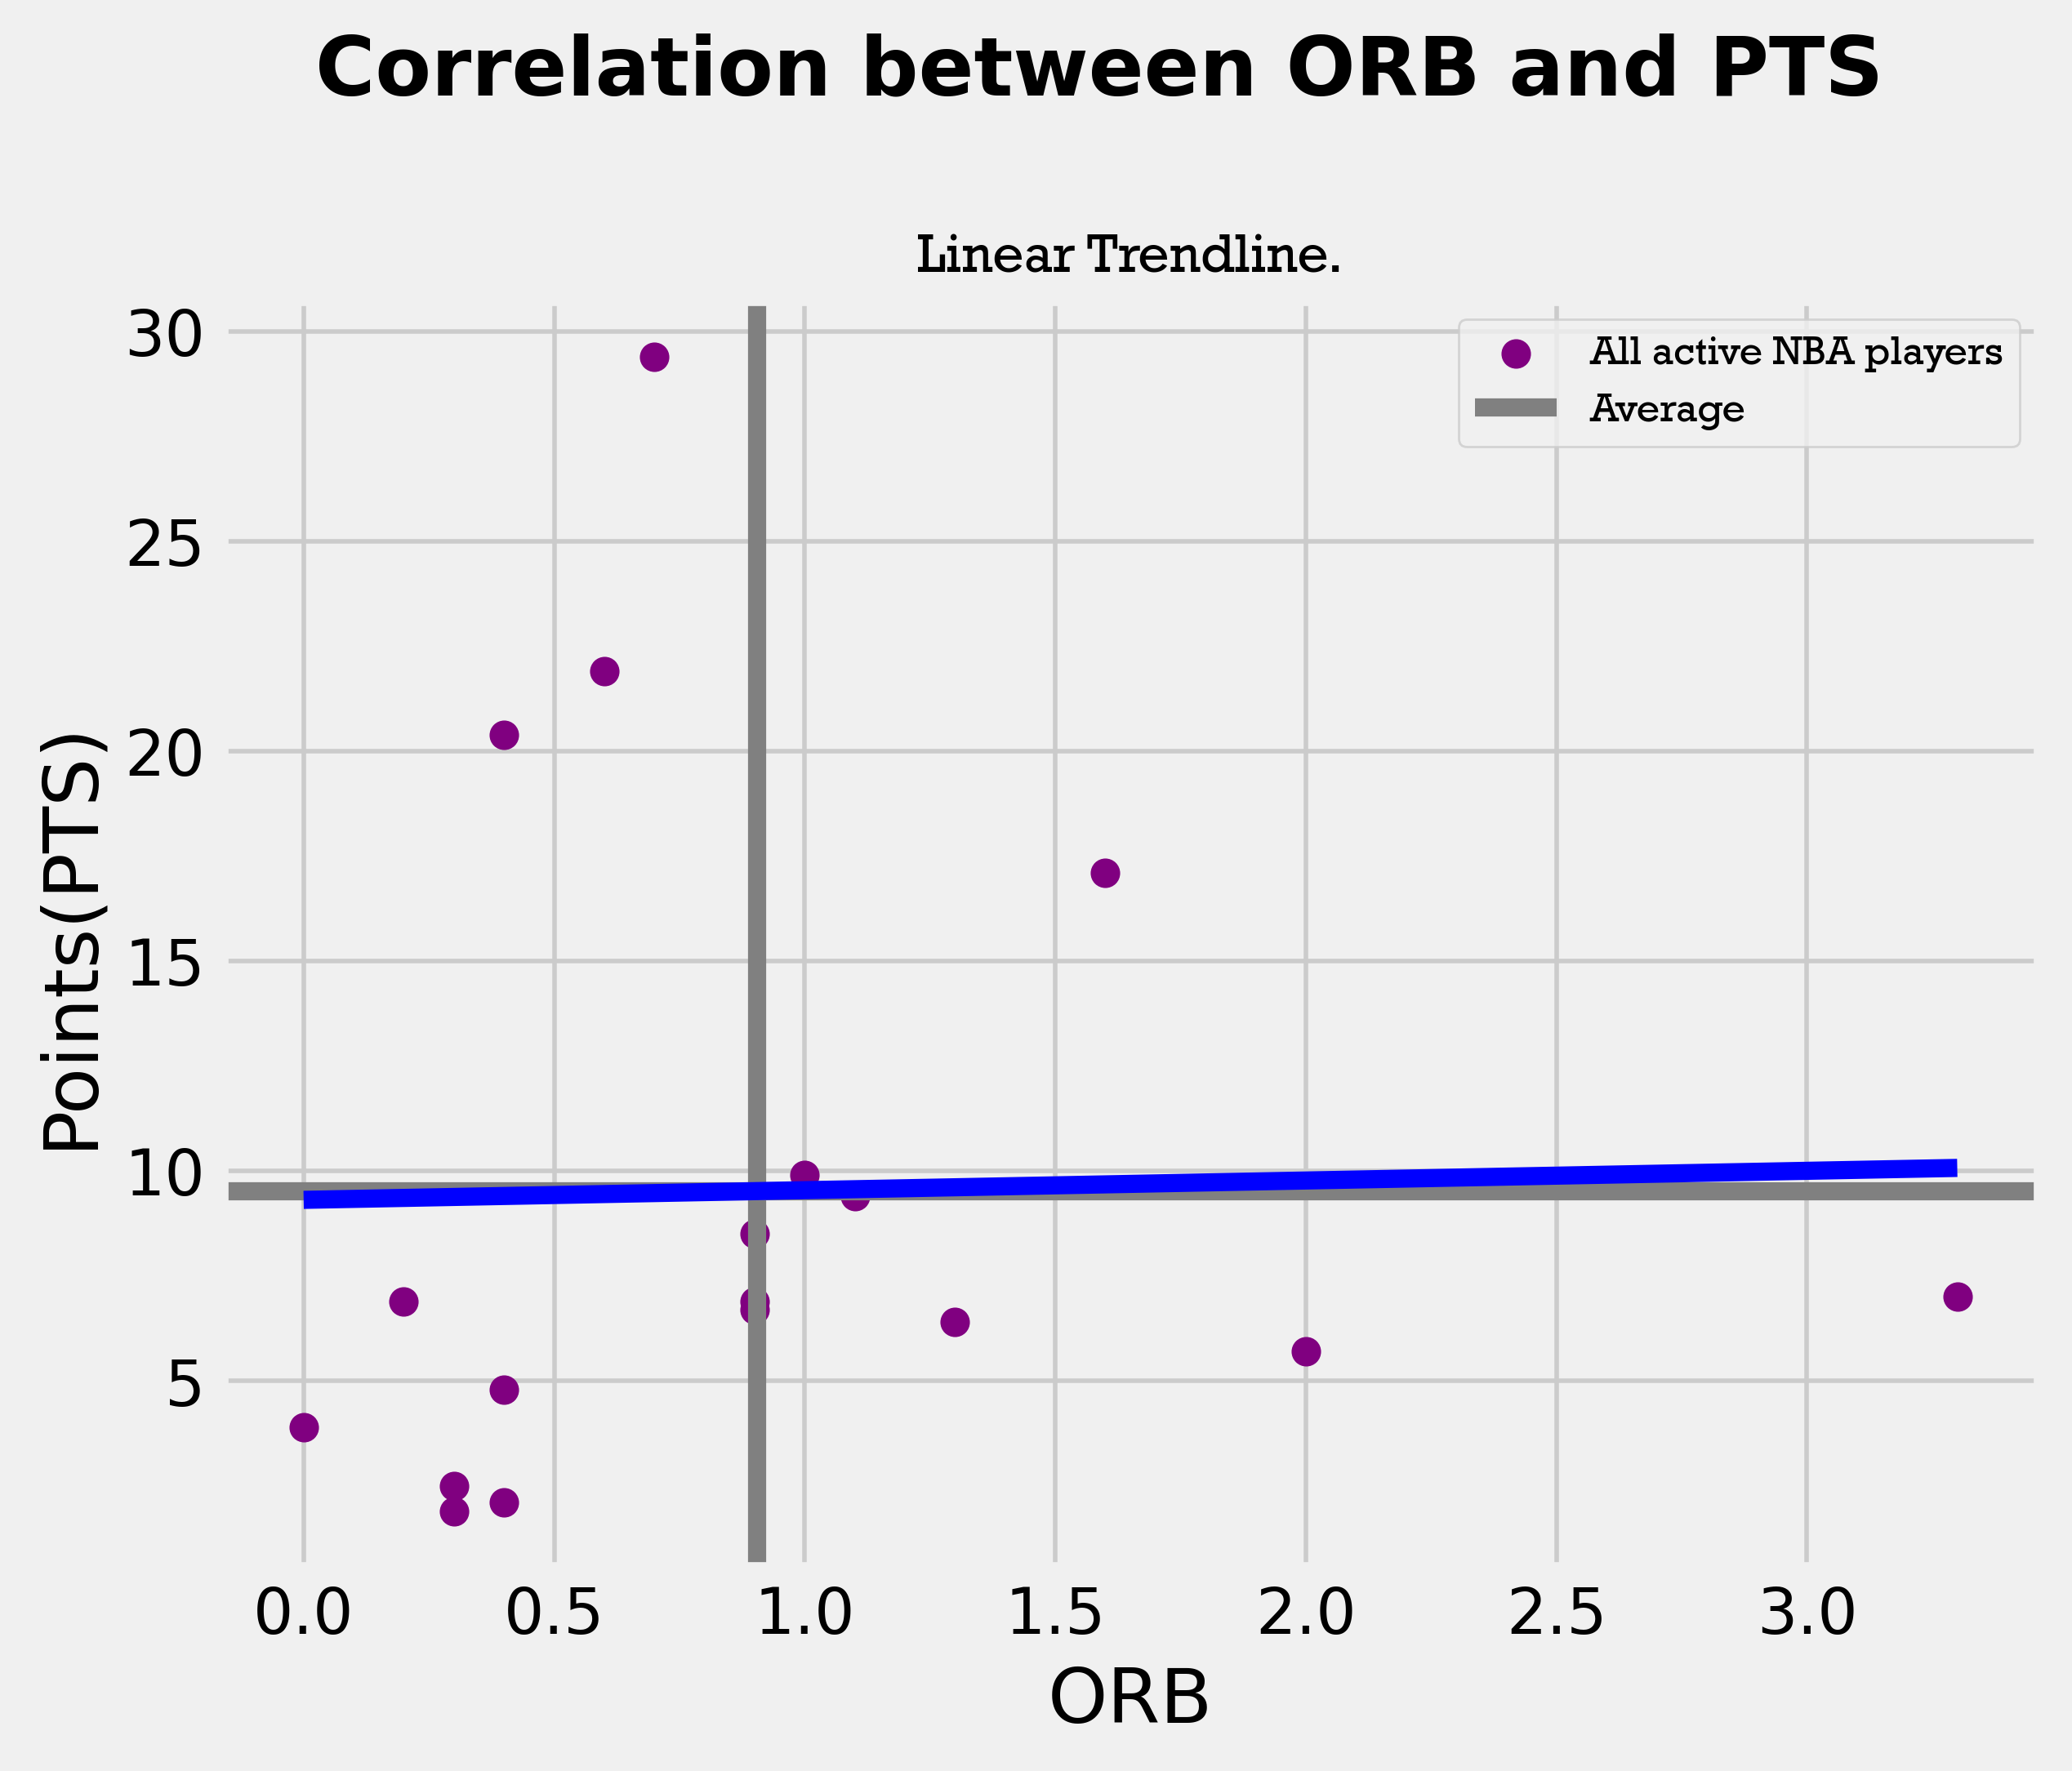 Correlation between ORB and PTS
Linear Trendline.
All active NBA players
Average
Points(PTS)
30
25
20
15
10
5
0.0 0.5 1.0 1.5 2.0 2.5 3.0
ORB